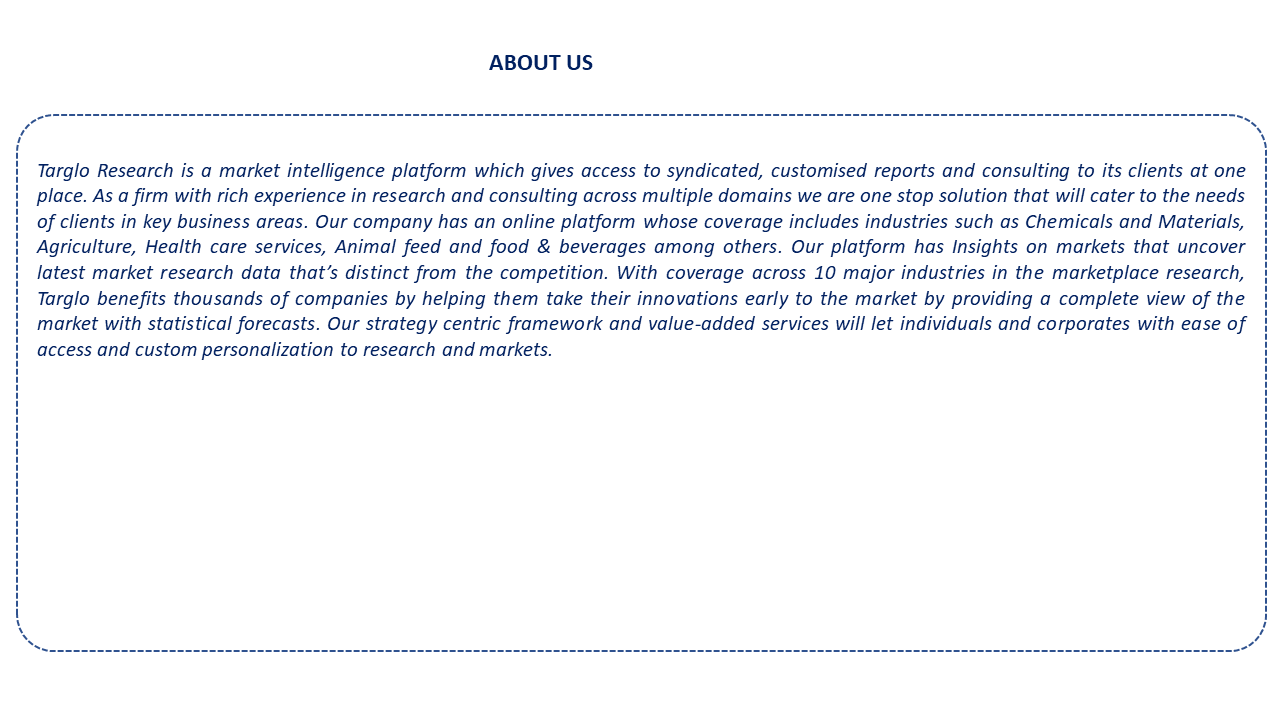 ABOUT US
Targlo Research is a market intelligence platform which gives access to syndicated, customised reports and consulting to its clients at one
place. As a firm with rich experience in research and consulting across multiple domains we are one stop solution that will cater to the needs
of clients in key business areas. Our company has an online platform whose coverage includes industries such as Chemicals and Materials,
Agriculture, Health care services, Animal feed and food & beverages among others. Our platform has Insights on markets that uncover
latest market research data that’s distinct from the competition. With coverage across 10 major industries in the marketplace research,
Targlo benefits thousands of companies by helping them take their innovations early to the market by providing a complete view of the
market with statistical forecasts. Our strategy centric framework and value-added services will let individuals and corporates with ease of
access and custom personalization to research and markets.